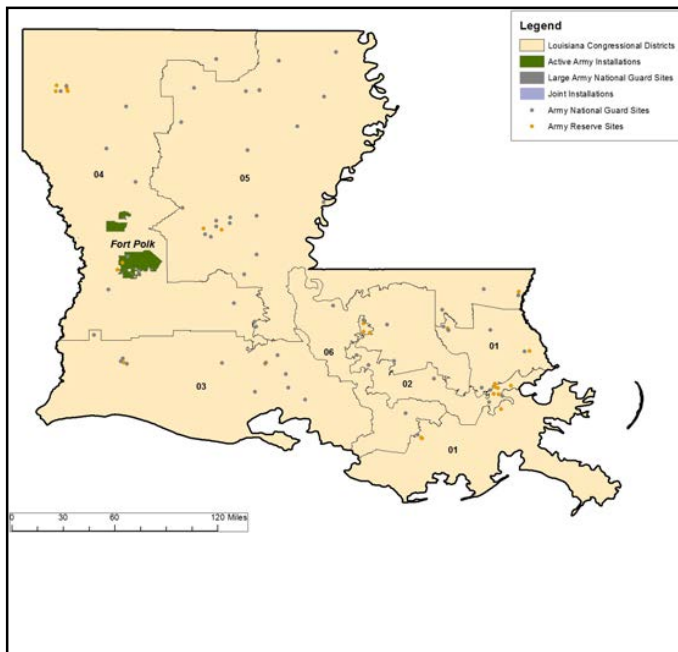 Legend
Louisiana Congressional Districts
Active Army Installations
Large Army National Guard Sites
Joint Installations
Army National Guard Sites
Army Reserve Sites
04
05
Fort Polk
01
06
02
03
01
0 30 60 120 Miles